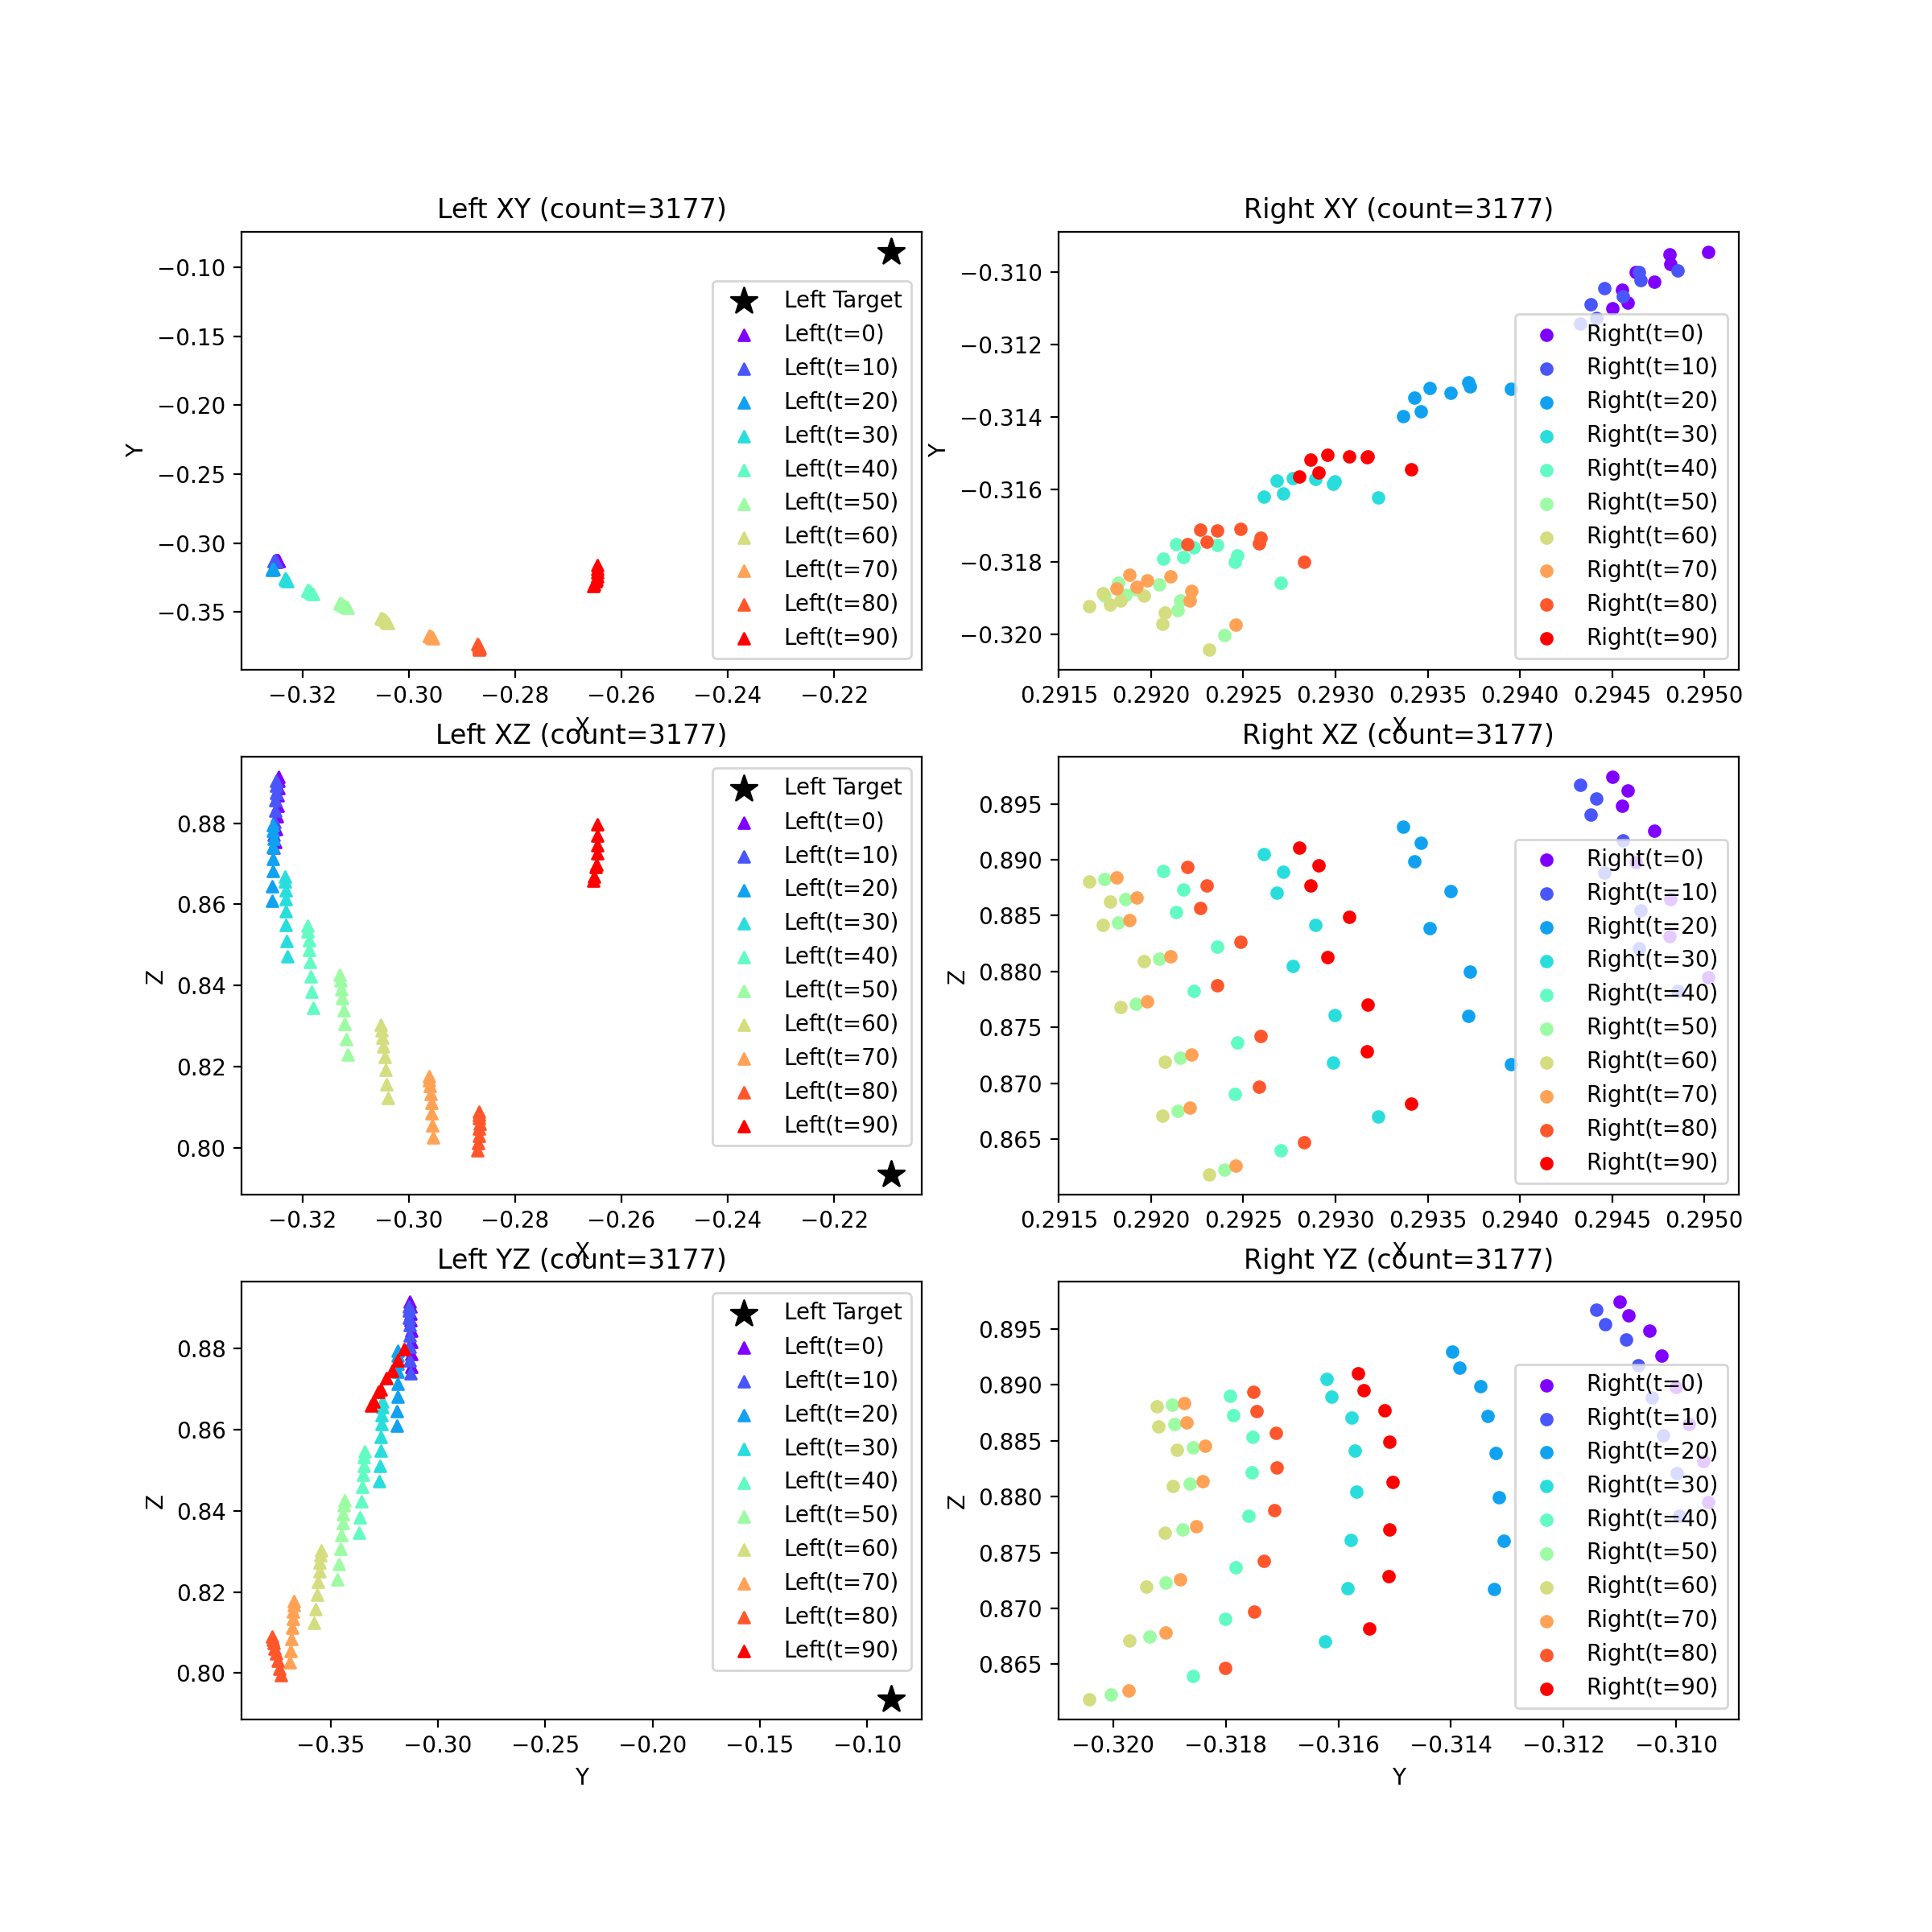 Left XY (count=3177)
Y
−0.10
−0.15
−0.20
−0.25
−0.30
−0.35
−0.32 −0.30 −0.28 −0.26 −0.24 −0.22
X
Left Target
Left(t=0)
Left(t=10)
Left(t=20)
Left(t=30)
Left(t=40)
Left(t=50)
Left(t=60)
Left(t=70)
Left(t=80)
Left(t=90)
Right XY (count=3177)
Y
−0.310
−0.312
−0.314
−0.316
−0.318
−0.320
0.2915 0.2920 0.2925 0.2930 0.2935 0.2940 0.2945 0.2950
X
Right(t=0)
Right(t=10)
Right(t=20)
Right(t=30)
Right(t=40)
Right(t=50)
Right(t=60)
Right(t=70)
Right(t=80)
Right(t=90)
Left XZ (count=3177)
Z
0.88
0.86
0.84
0.82
0.80
−0.32 −0.30 −0.28 −0.26 −0.24 −0.22
X
Left Target
Left(t=0)
Left(t=10)
Left(t=20)
Left(t=30)
Left(t=40)
Left(t=50)
Left(t=60)
Left(t=70)
Left(t=80)
Left(t=90)
Right XZ (count=3177)
Z
0.895
0.890
0.885
0.880
0.875
0.870
0.865
0.2915 0.2920 0.2925 0.2930 0.2935 0.2940 0.2945 0.2950
X
Right(t=0)
Right(t=10)
Right(t=20)
Right(t=30)
Right(t=40)
Right(t=50)
Right(t=60)
Right(t=70)
Right(t=80)
Right(t=90)
Left YZ (count=3177)
Z
0.88
0.86
0.84
0.82
0.80
−0.35 −0.30 −0.25 −0.20 −0.15 −0.10
Y
Left Target
Left(t=0)
Left(t=10)
Left(t=20)
Left(t=30)
Left(t=40)
Left(t=50)
Left(t=60)
Left(t=70)
Left(t=80)
Left(t=90)
Right YZ (count=3177)
Z
0.895
0.890
0.885
0.880
0.875
0.870
0.865
−0.320 −0.318 −0.316 −0.314 −0.312 −0.310
Y
Right(t=0)
Right(t=10)
Right(t=20)
Right(t=30)
Right(t=40)
Right(t=50)
Right(t=60)
Right(t=70)
Right(t=80)
Right(t=90)